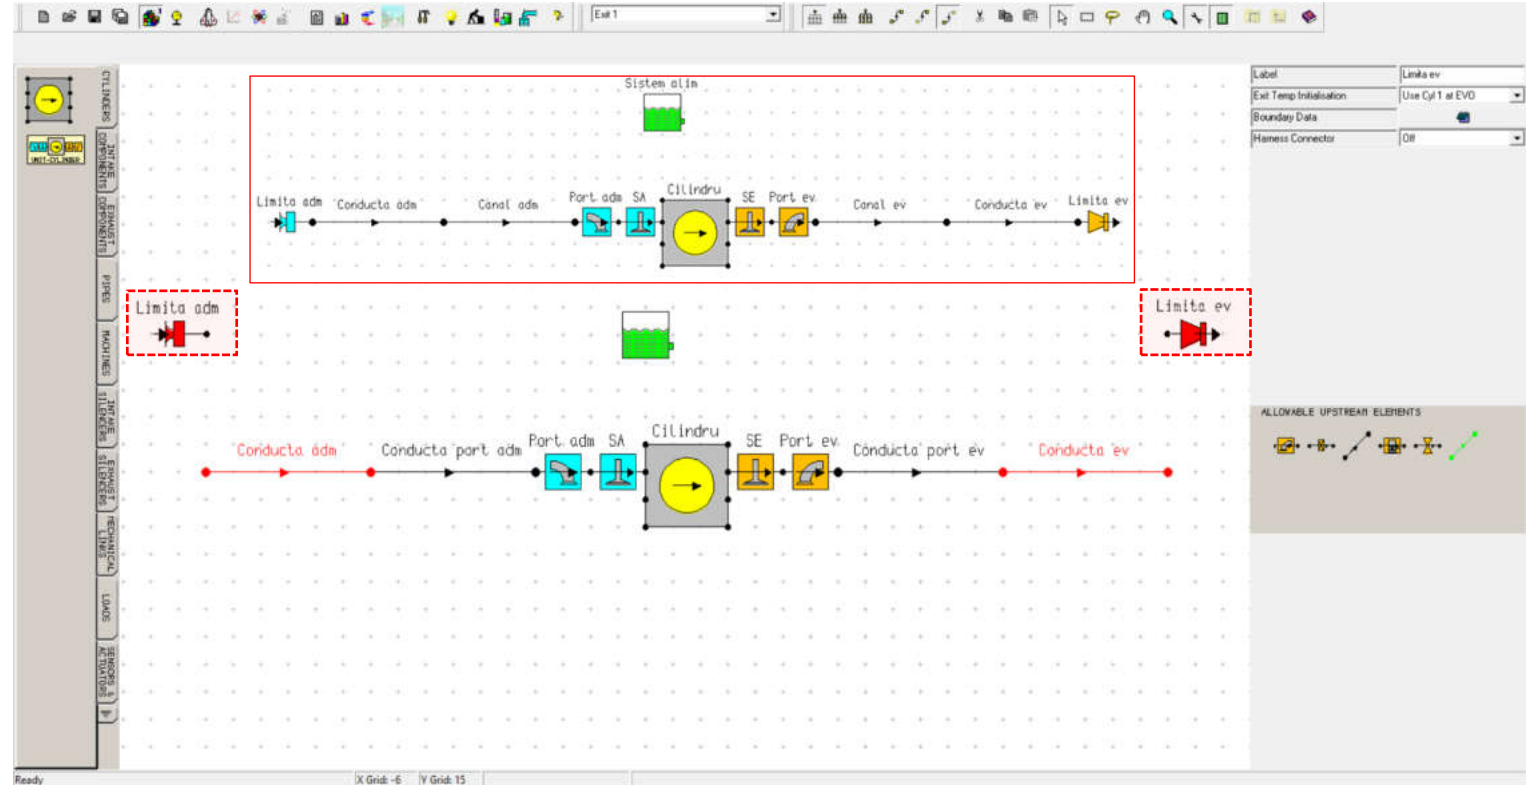 Exit 1
CYLINDERS
UNIT-CYLINDER
INTAKE
COMPONENTS
EXHAUST
COMPONENTS
PIPES
MACHINES
INTAKE
SILENCERS
EXHAUST
SILENCERS
MECHANICAL
LINKS
LOADS
SENSORS &
ACTUATORS
Sistem alim
Limita adm
Conducta adm
Canal adm
Port adm
SA
Cilindru
SE
Port ev
Canal ev
Conducta ev
Limita ev
Limita adm
Limita ev
Conducta adm
Conducta port adm
Port adm
SA
Cilindru
SE
Port ev
Conducta port ev
Conducta ev
Label Limita ev
Exit Temp Initialisation Use Cyl 1 at EVO
Boundary Data
Harness Connector Off
ALLOWABLE UPSTREAM ELEMENTS
Ready X Grid: -6 Y Grid: 15